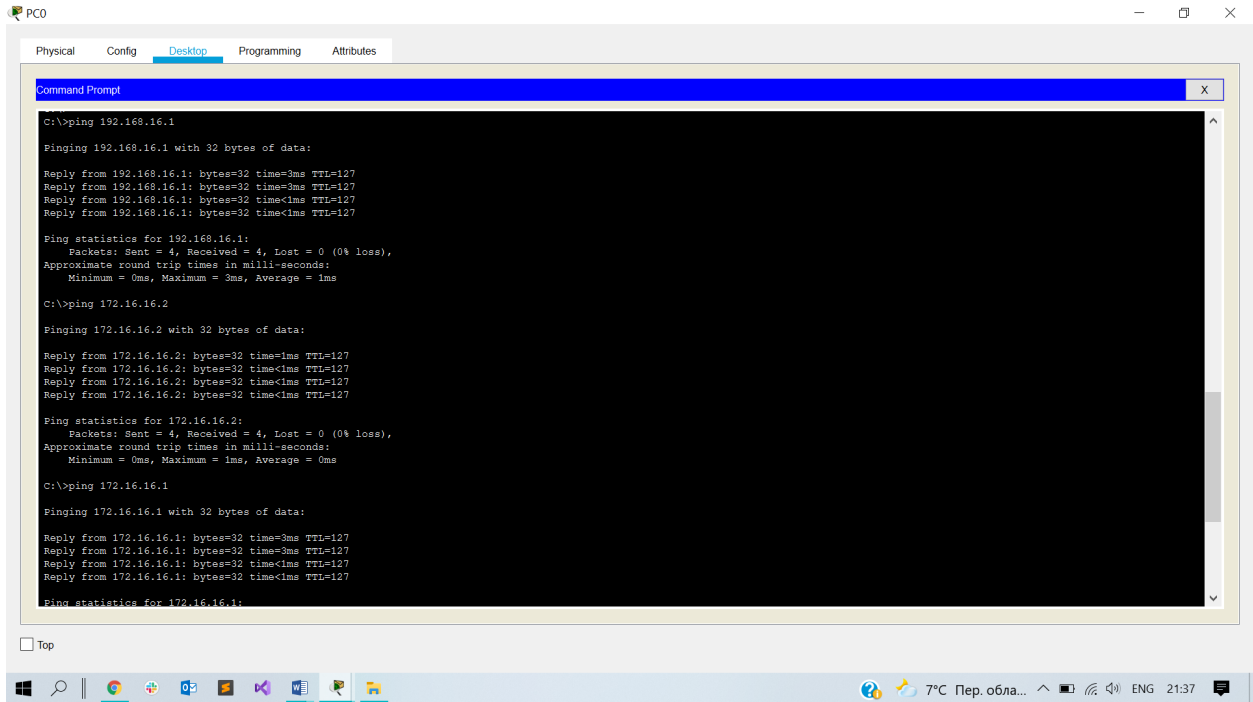 PC0
Physical Config Desktop Programming Attributes
Command Prompt
X
C:\>ping 192.168.16.1
Pinging 192.168.16.1 with 32 bytes of data:
Reply from 192.168.16.1: bytes=32 time=3ms TTL=127
Reply from 192.168.16.1: bytes=32 time=3ms TTL=127
Reply from 192.168.16.1: bytes=32 time<1ms TTL=127
Reply from 192.168.16.1: bytes=32 time<1ms TTL=127
Ping statistics for 192.168.16.1:
Packets: Sent = 4, Received = 4, Lost = 0 (0% loss),
Approximate round trip times in milli-seconds:
Minimum = 0ms, Maximum = 3ms, Average = 1ms
C:\>ping 172.16.16.2
Pinging 172.16.16.2 with 32 bytes of data:
Reply from 172.16.16.2: bytes=32 time=1ms TTL=127
Reply from 172.16.16.2: bytes=32 time<1ms TTL=127
Reply from 172.16.16.2: bytes=32 time<1ms TTL=127
Reply from 172.16.16.2: bytes=32 time<1ms TTL=127
Ping statistics for 172.16.16.2:
Packets: Sent = 4, Received = 4, Lost = 0 (0% loss),
Approximate round trip times in milli-seconds:
Minimum = 0ms, Maximum = 1ms, Average = 0ms
C:\>ping 172.16.16.1
Pinging 172.16.16.1 with 32 bytes of data:
Reply from 172.16.16.1: bytes=32 time=3ms TTL=127
Reply from 172.16.16.1: bytes=32 time=3ms TTL=127
Reply from 172.16.16.1: bytes=32 time<1ms TTL=127
Reply from 172.16.16.1: bytes=32 time<1ms TTL=127
Ping statistics for 172.16.16.1:
Top
7°C Пер. обла... ENG 21:37